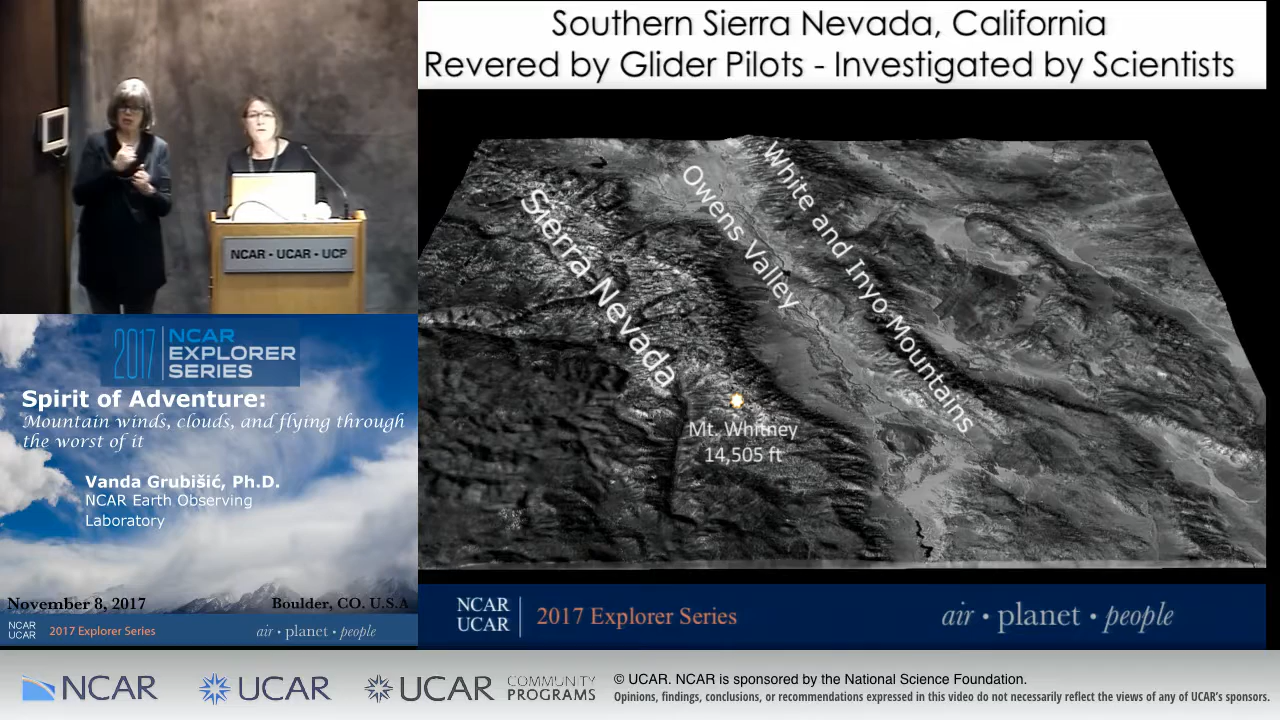 Southern Sierra Nevada, California
Revered by Glider Pilots - Investigated by Scientists
NCAR • UCAR • UCP
Sierra Nevada
Owens Valley
White and Inyo Mountains
Mt. Whitney
14,505 ft
2017
NCAR
EXPLORER
SERIES
Spirit of Adventure:
Mountain winds, clouds, and flying through
the worst of it
Vanda Grubišić, Ph.D.
NCAR Earth Observing
Laboratory
November 8, 2017
Boulder, CO. U.S.A
NCAR
UCAR
2017 Explorer Series
air • planet • people
NCAR
UCAR
2017 Explorer Series
air • planet • people
NCAR
UCAR
UCAR
COMMUNITY
PROGRAMS
© UCAR. NCAR is sponsored by the National Science Foundation.
Opinions, findings, conclusions, or recommendations expressed in this video do not necessarily reflect the views of any of UCAR's sponsors.